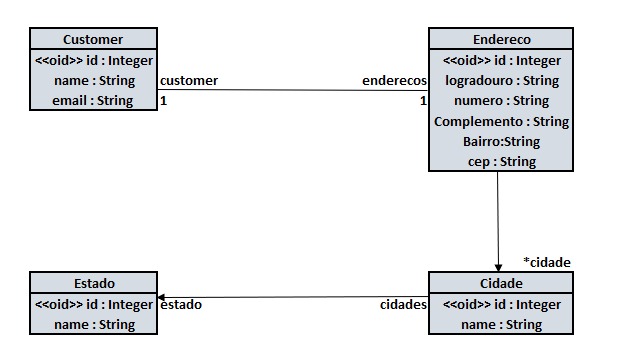 Customer
<<oid>> id : Integer
name : String
email : String
customer
1
enderecos
1
Endereco
<<oid>> id : Integer
logradouro : String
numero : String
Complemento : String
Bairro:String
cep : String
*cidade
Estado
<<oid>> id : Integer
name : String
estado
cidades
Cidade
<<oid>> id : Integer
name : String